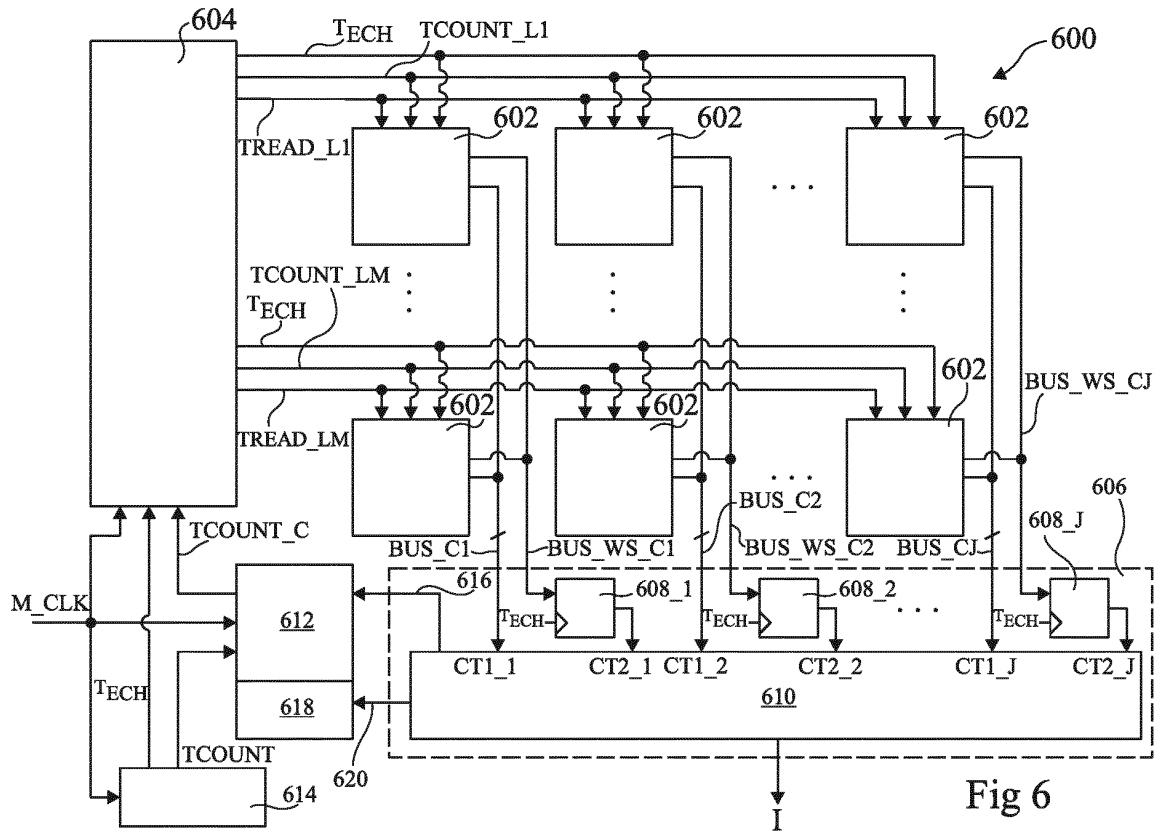 604
TECH
TCOUNT_L1
600
602
602
602
TREAD_L1
. . .
TCOUNT_LM
TECH
602
602
602
BUS_WS_CJ
TREAD_LM
. . .
TCOUNT_C
BUS_C1
BUS_WS_C1
BUS_C2
BUS_WS_C2
BUS_CJ
608_J
606
M_CLK
612
616
608_1
608_2
. . .
TECH
TECH
TECH
CT1_1
CT2_1
CT1_2
CT2_2
CT1_J
CT2_J
TECH
618
610
TCOUNT
620
614
I
Fig 6